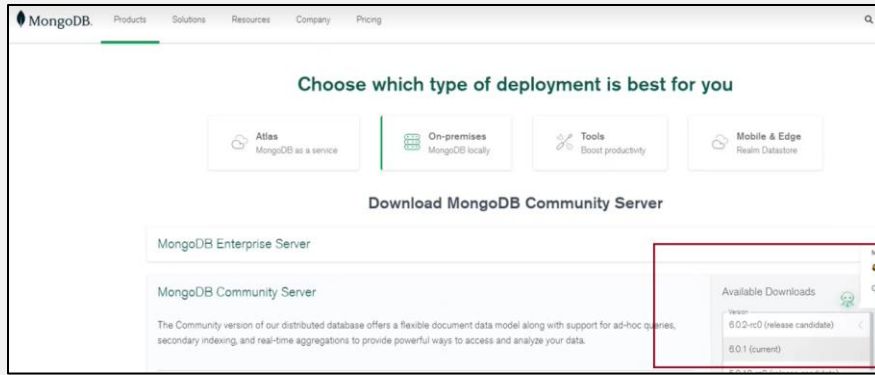 MongoDB.
Products Solutions Resources Company Pricing
Choose which type of deployment is best for you
Atlas
MongoDB as a service
On-premises
MongoDB locally
Tools
Boost productivity
Mobile & Edge
Realm Datastore
Download MongoDB Community Server
MongoDB Enterprise Server
MongoDB Community Server
The Community version of our distributed database offers a flexible document data model along with support for ad-hoc queries,
secondary indexing, and real-time aggregations to provide powerful ways to access and analyze your data.
Available Downloads
Version
6.0.2-rc0 (release candidate)
6.0.1 (current)